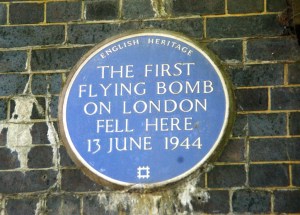 ENGLISH HERITAGE
THE FIRST
FLYING BOMB
ON LONDON
FELL HERE
13 JUNE 1944